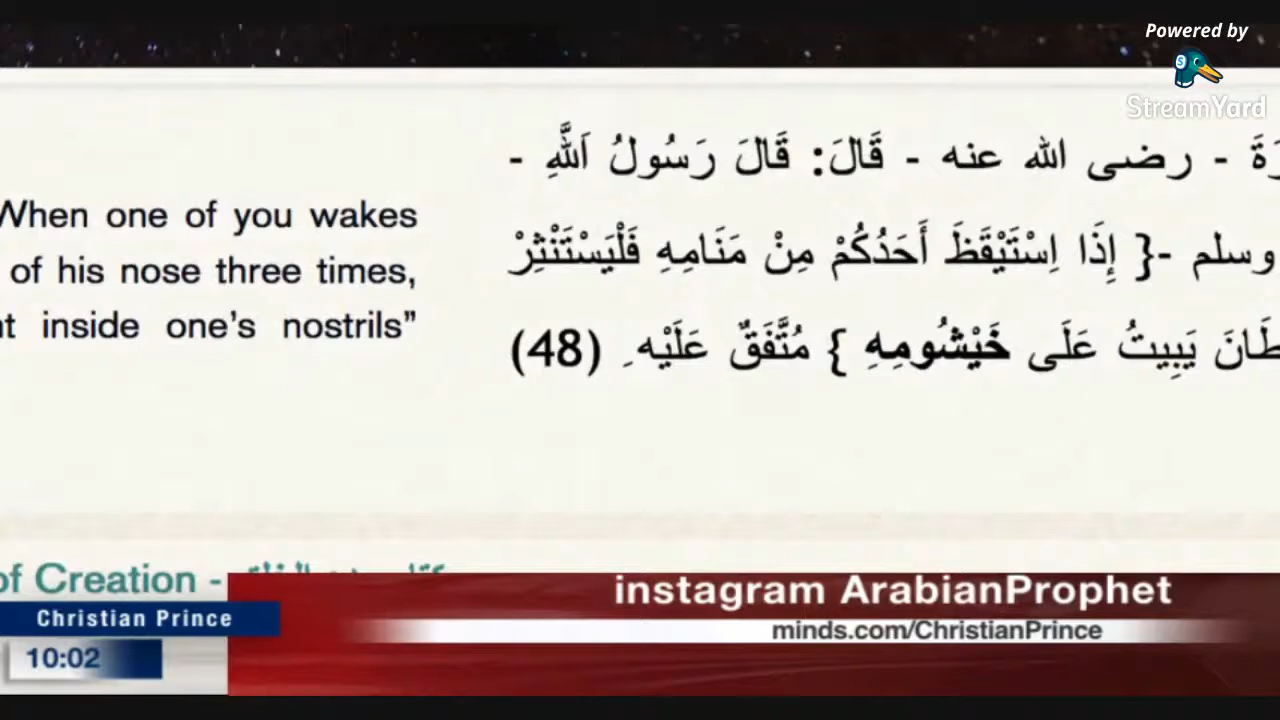 Powered by
StreamYard
When one of you wakes
of his nose three times,
inside one's nostrils”
- رضى الله عنه - قَالَ: قَالَ رَسُولُ اَللَّهِ -
وسلم -{ إِذَا اِسْتَيْقَظَ أَحَدُكُمْ مِنْ مَنَامِهِ فَلْيَسْتَنْثِرْ
يَبِيتُ عَلَى خَيْشُومِهِ } مُتَّفَقٌ عَلَيْهِ (48)
of Creation -
instagram ArabianProphet
Christian Prince
minds.com/ChristianPrince
10:02